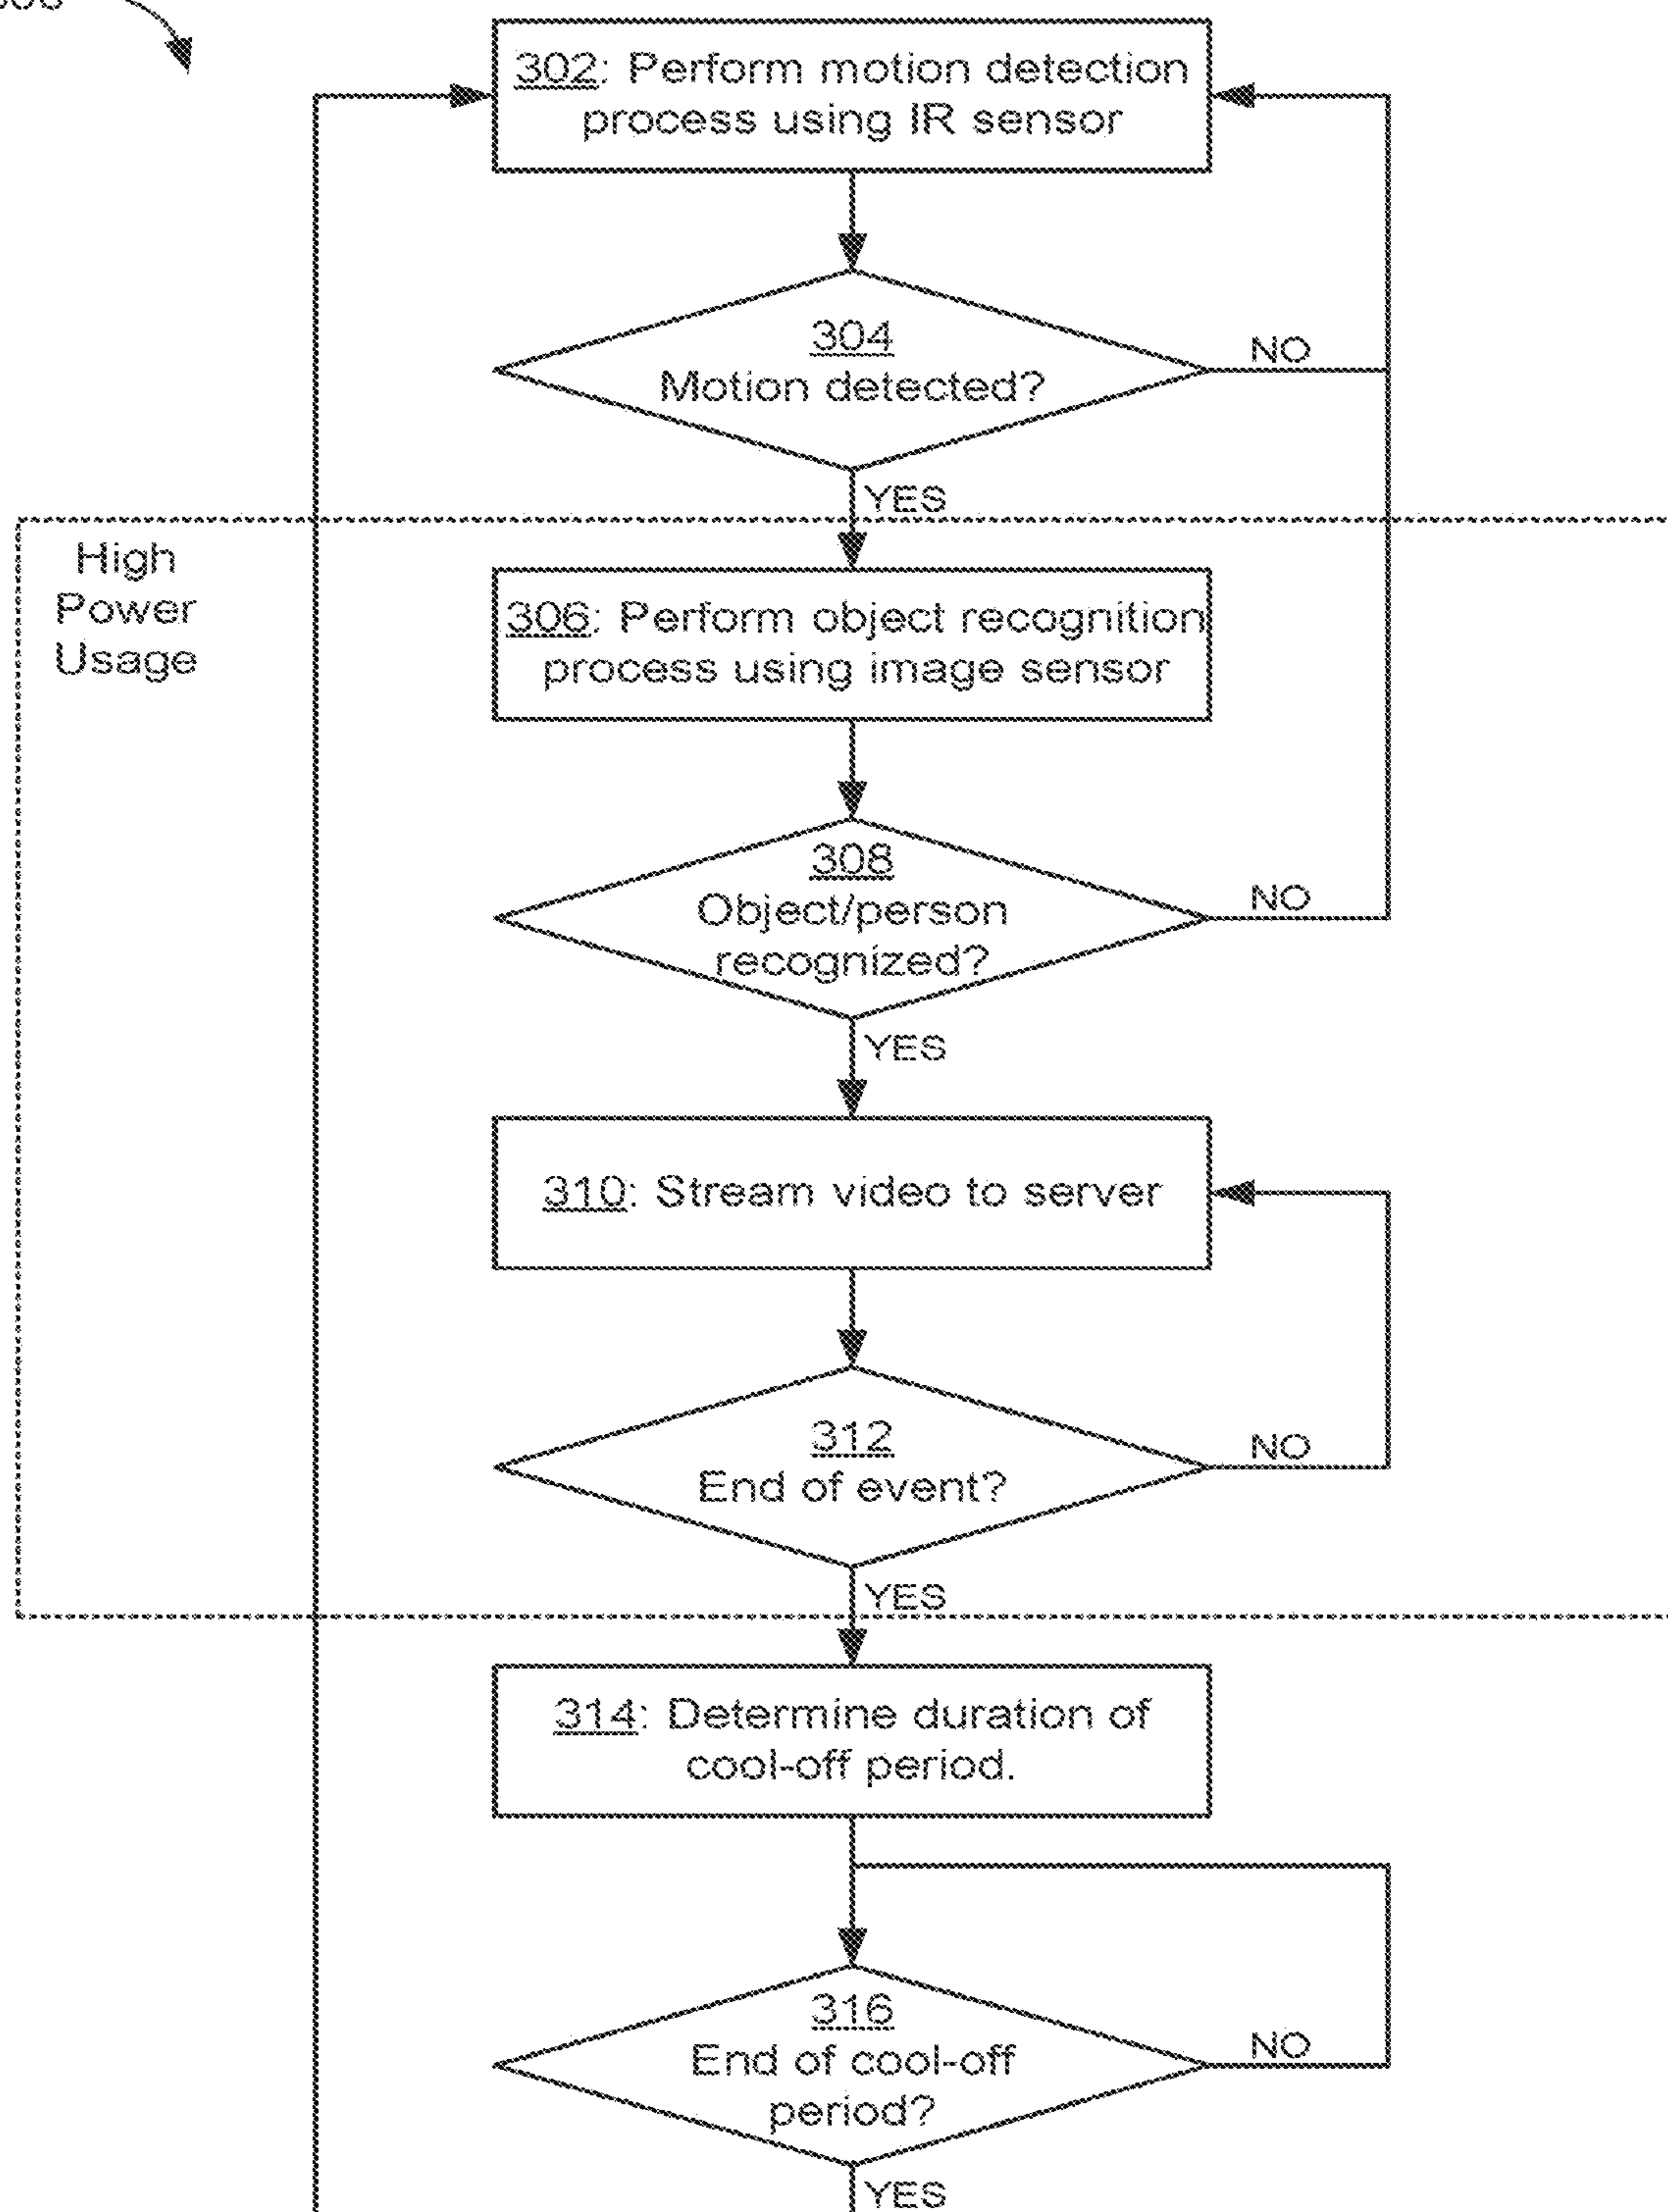 302: Perform motion detection
process using IR sensor
304
Motion detected?
NO
YES
High
Power
Usage
306: Perform object recognition
process using image sensor
308
Object/person
recognized?
NO
YES
310: Stream video to server
312
End of event?
NO
YES
314: Determine duration of
cool-off period.
316
End of cool-off
period?
NO
YES